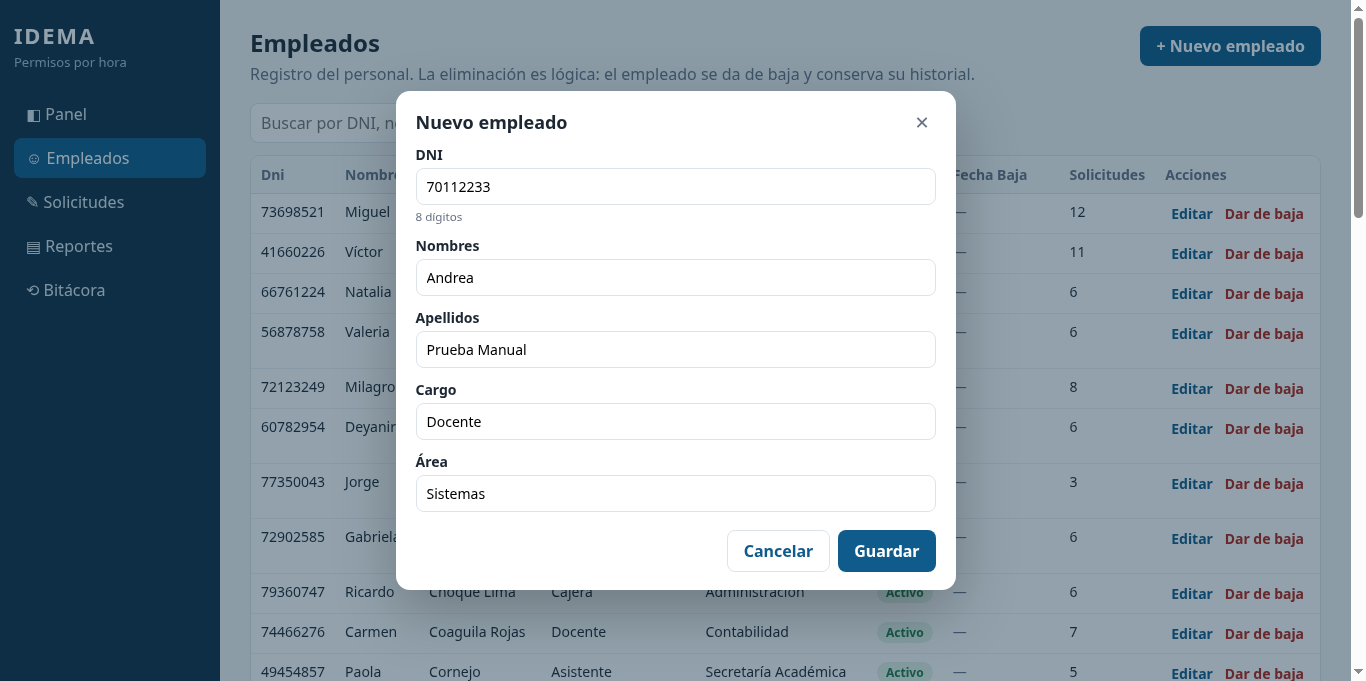 IDEMA
Permisos por hora
◧ Panel
☺ Empleados
✎ Solicitudes
▤ Reportes
⟲ Bitácora
Empleados
+ Nuevo empleado
Registro del personal. La eliminación es lógica: el empleado se da de baja y conserva su historial.
Buscar por DNI,
Nuevo empleado
✕
DNI
70112233
8 dígitos
Nombres
Andrea
Apellidos
Prueba Manual
Cargo
Docente
Área
Sistemas
Cancelar
Guardar
Dni Fecha Baja Solicitudes Acciones
73698521 Miguel — 12 Editar Dar de baja
41660226 Víctor — 11 Editar Dar de baja
66761224 Natalia — 6 Editar Dar de baja
56878758 Valeria — 6 Editar Dar de baja
72123249 — 8 Editar Dar de baja
60782954 — 6 Editar Dar de baja
77350043 Jorge — 3 Editar Dar de baja
72902585 Gabriela — 6 Editar Dar de baja
79360747 Ricardo Choque Lima Cajera Administración Activo — 6 Editar Dar de baja
74466276 Carmen Coaguila Rojas Docente Contabilidad Activo — 7 Editar Dar de baja
49454857 Paola Cornejo Asistente Secretaría Académica Activo — 5 Editar Dar de baja